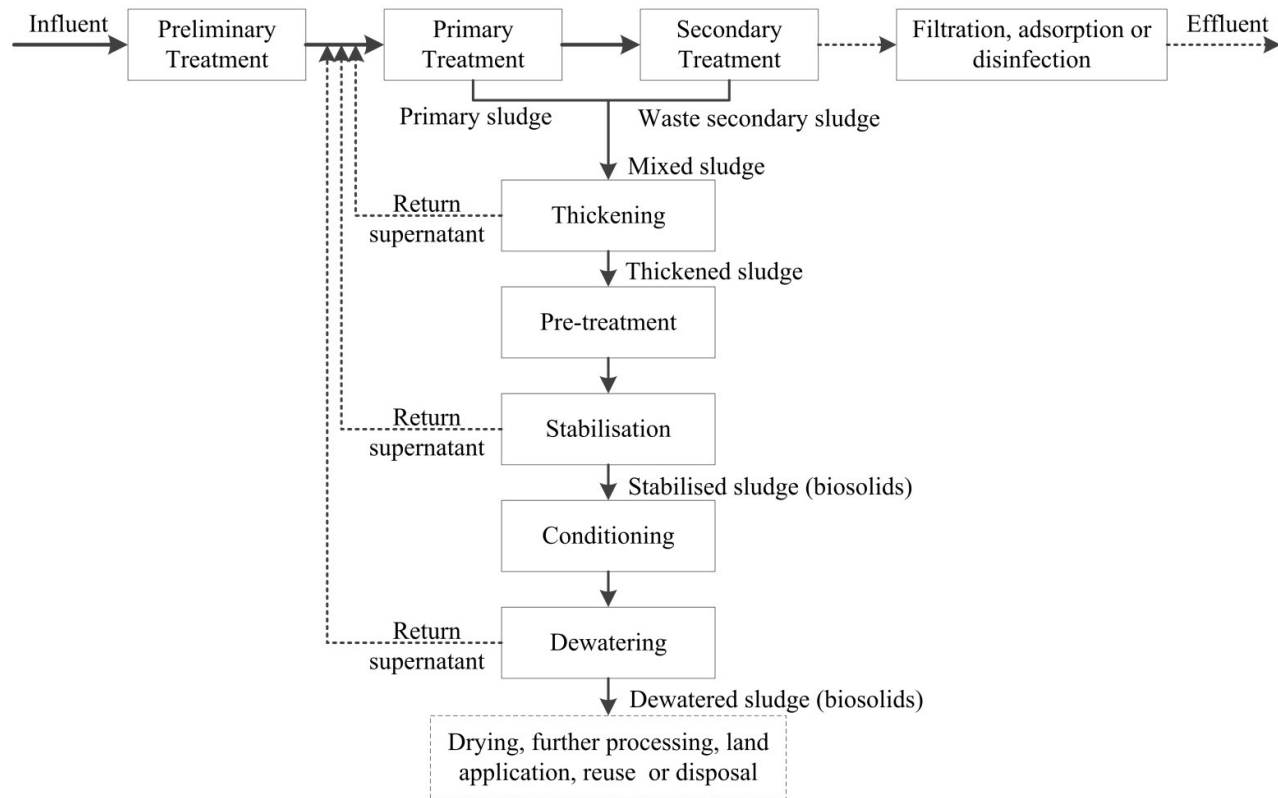 Influent
Preliminary
Treatment
Primary
Treatment
Secondary
Treatment
Filtration, adsorption or
disinfection
Effluent
Primary sludge
Waste secondary sludge
Mixed sludge
Return
supernatant
Thickening
Thickened sludge
Pre-treatment
Return
supernatant
Stabilisation
Stabilised sludge (biosolids)
Conditioning
Return
supernatant
Dewatering
Dewatered sludge (biosolids)
Drying, further processing, land
application, reuse or disposal